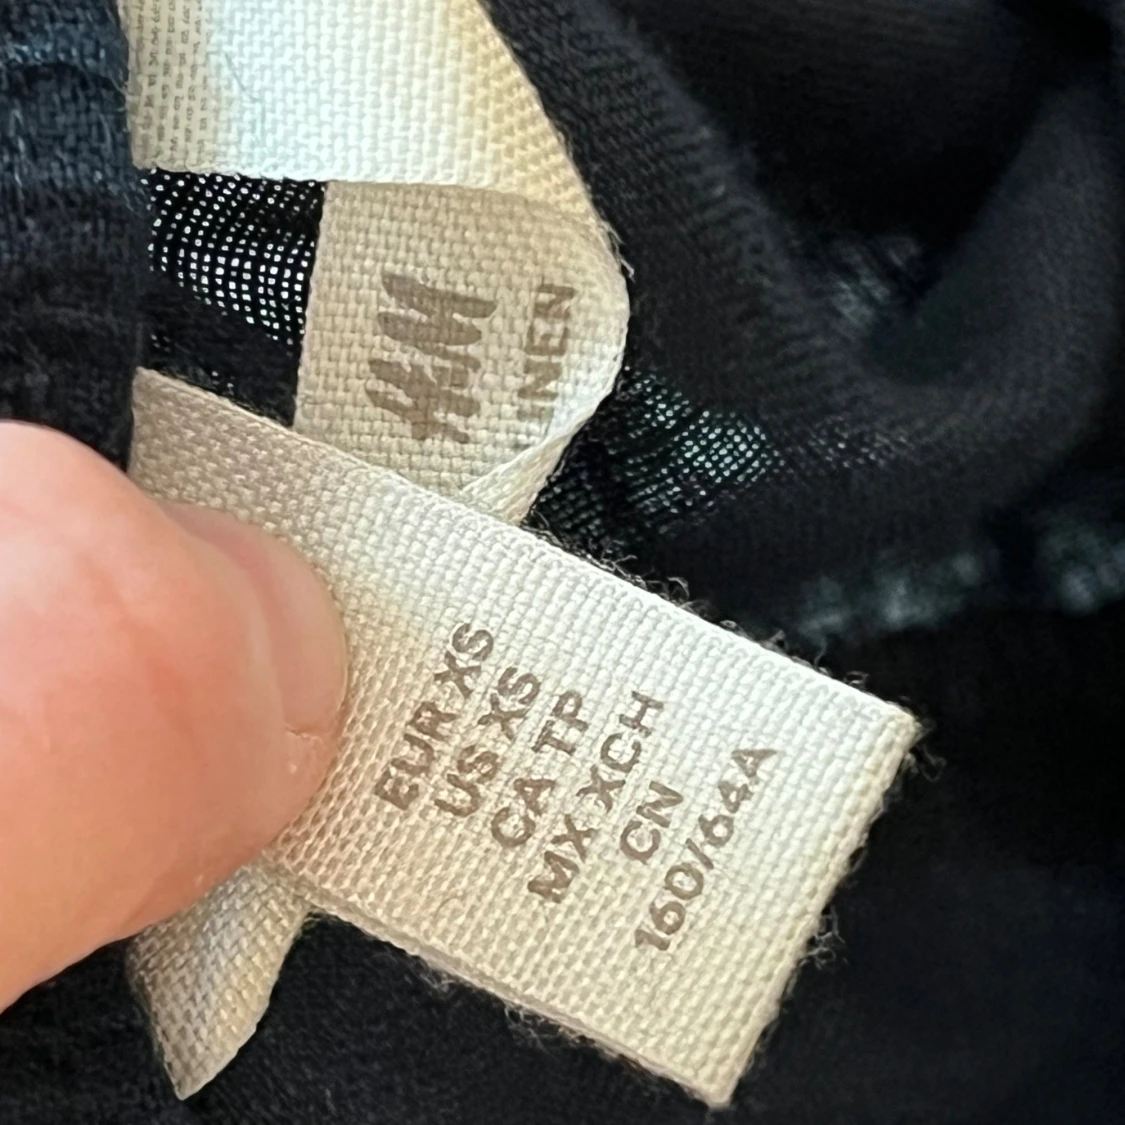 H&M
LINEN
EUR XS
US XS
CA TP
MX XCH
CN
160/64A